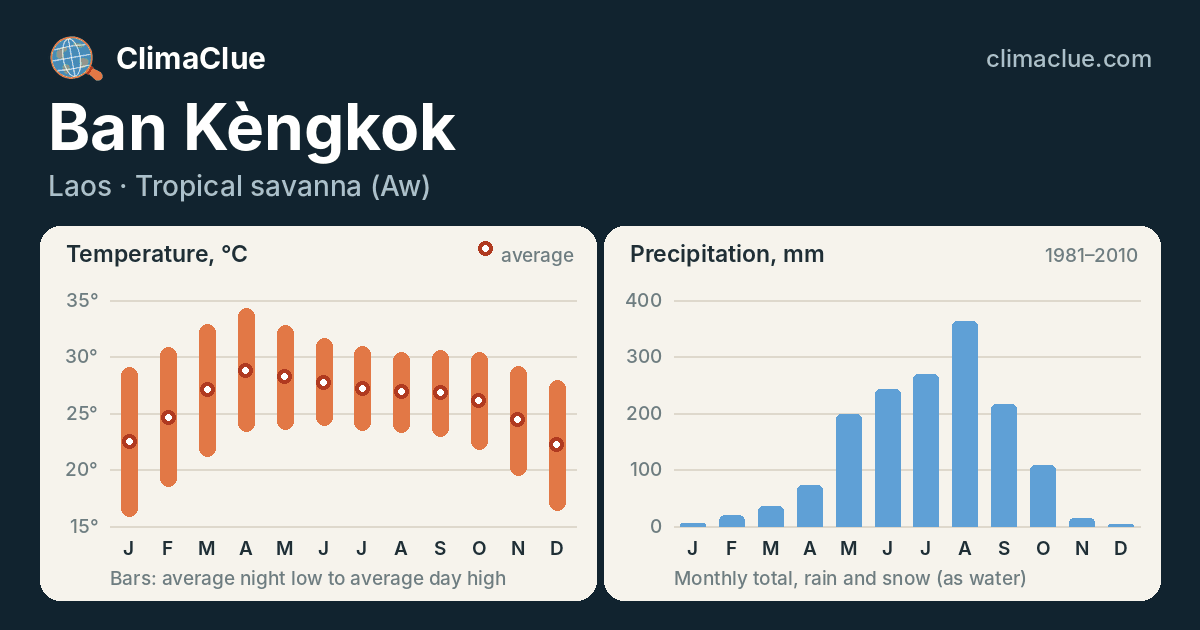 ClimaClue
climaclue.com
Ban Kèngkok
Laos · Tropical savanna (Aw)
Temperature, °C
average
35°
30°
25°
20°
15°
J F M A M J J A S O N D
Bars: average night low to average day high
Precipitation, mm
1981–2010
400
300
200
100
0
J F M A M J J A S O N D
Monthly total, rain and snow (as water)